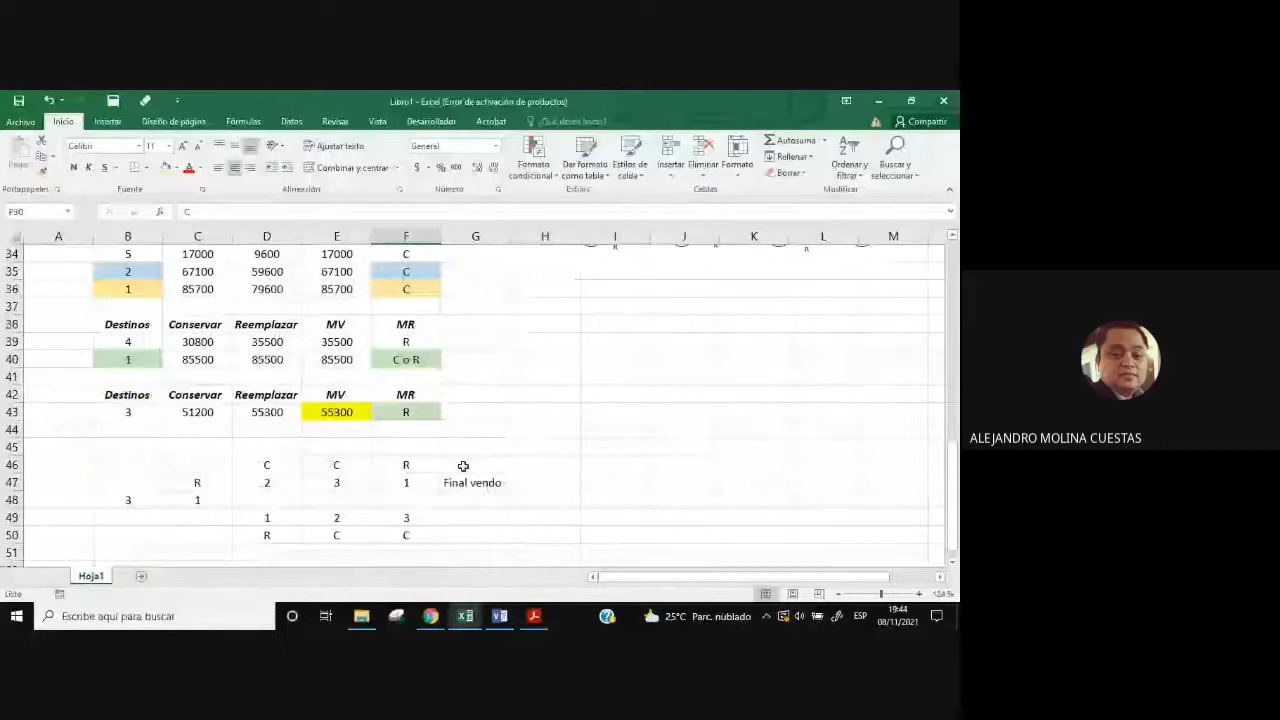 Libro1 - Excel (Error de activación de productos)
Archivo Inicio Insertar Diseño de página Fórmulas Datos Revisar Vista Desarrollador Acrobat ¿Qué desea hacer? Compartir
Calibri 11 Ajustar texto General Autosuma
Pegar Rellenar
N K S Combinar y centrar $ % 000 Formato condicional Dar formato como tabla Estilos de celda Insertar Eliminar Formato Borrar Ordenar y filtrar Buscar y seleccionar
Portapapeles Fuente Alineación Número Estilos Celdas Modificar
F30 fx C
A B C D E F G H I J K L M
34 5 17000 9600 17000 C R R
35 2 67100 59600 67100 C
36 1 85700 79600 85700 C
37
38 Destinos Conservar Reemplazar MV MR
39 4 30800 35500 35500 R
40 1 85500 85500 85500 C o R
41
42 Destinos Conservar Reemplazar MV MR
43 3 51200 55300 55300 R
44
45
46 C C R
47 R 2 3 1 Final vendo
48 3 1
49 1 2 3
50 R C C
51
Hoja1
Listo 124 %
Escribe aquí para buscar 25°C Parc. nublado ESP 19:44
08/11/2021
ALEJANDRO MOLINA CUESTAS